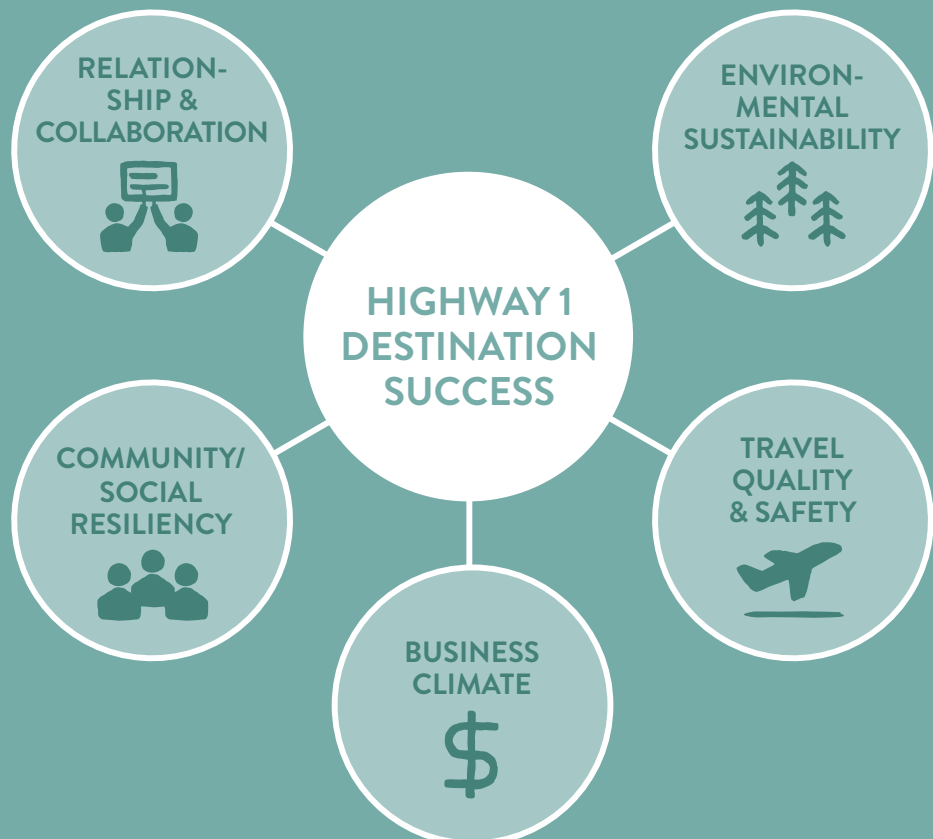 RELATION-
SHIP &
COLLABORATION
ENVIRON-
MENTAL
SUSTAINABILITY
HIGHWAY 1
DESTINATION
SUCCESS
COMMUNITY/
SOCIAL
RESILIENCY
TRAVEL
QUALITY
& SAFETY
BUSINESS
CLIMATE
$